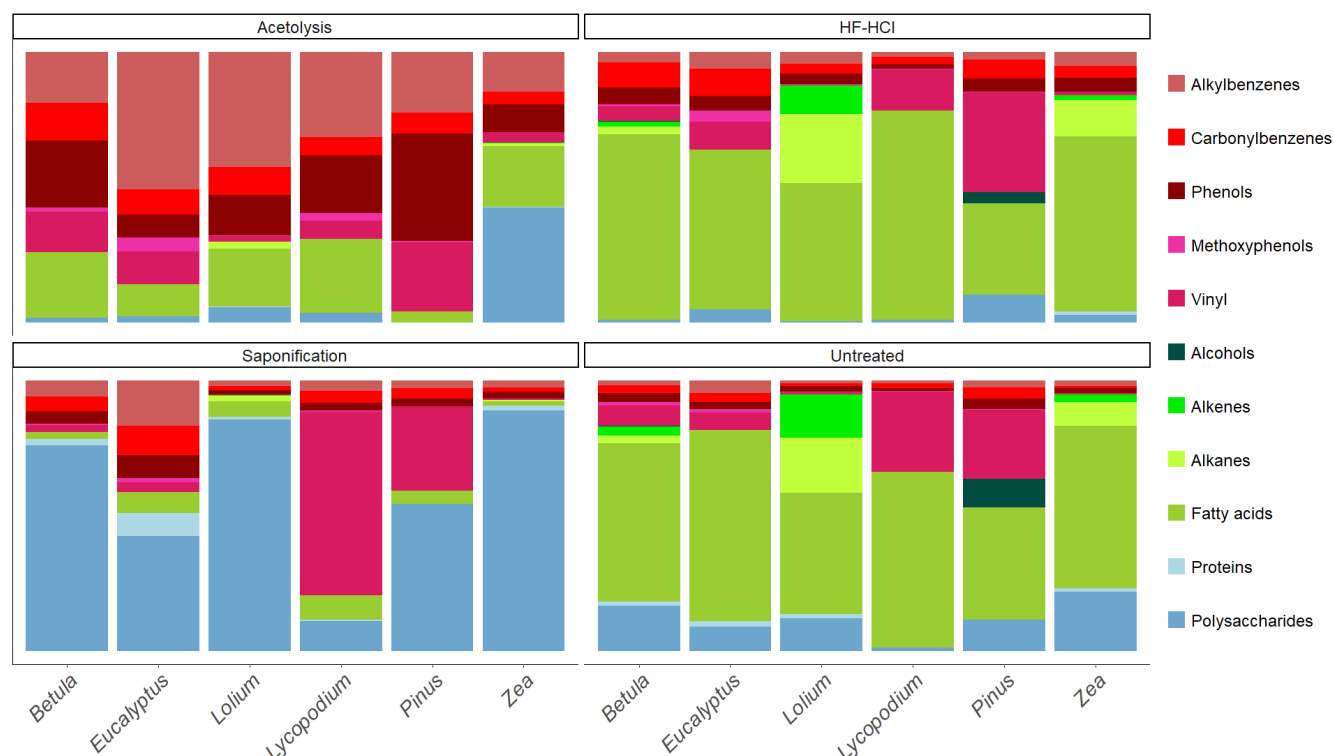 Acetolysis
HF-HCl
Saponification
Untreated
Betula
Eucalyptus
Lolium
Lycopodium
Pinus
Zea
Betula
Eucalyptus
Lolium
Lycopodium
Pinus
Zea
Alkylbenzenes
Carbonylbenzenes
Phenols
Methoxyphenols
Vinyl
Alcohols
Alkenes
Alkanes
Fatty acids
Proteins
Polysaccharides